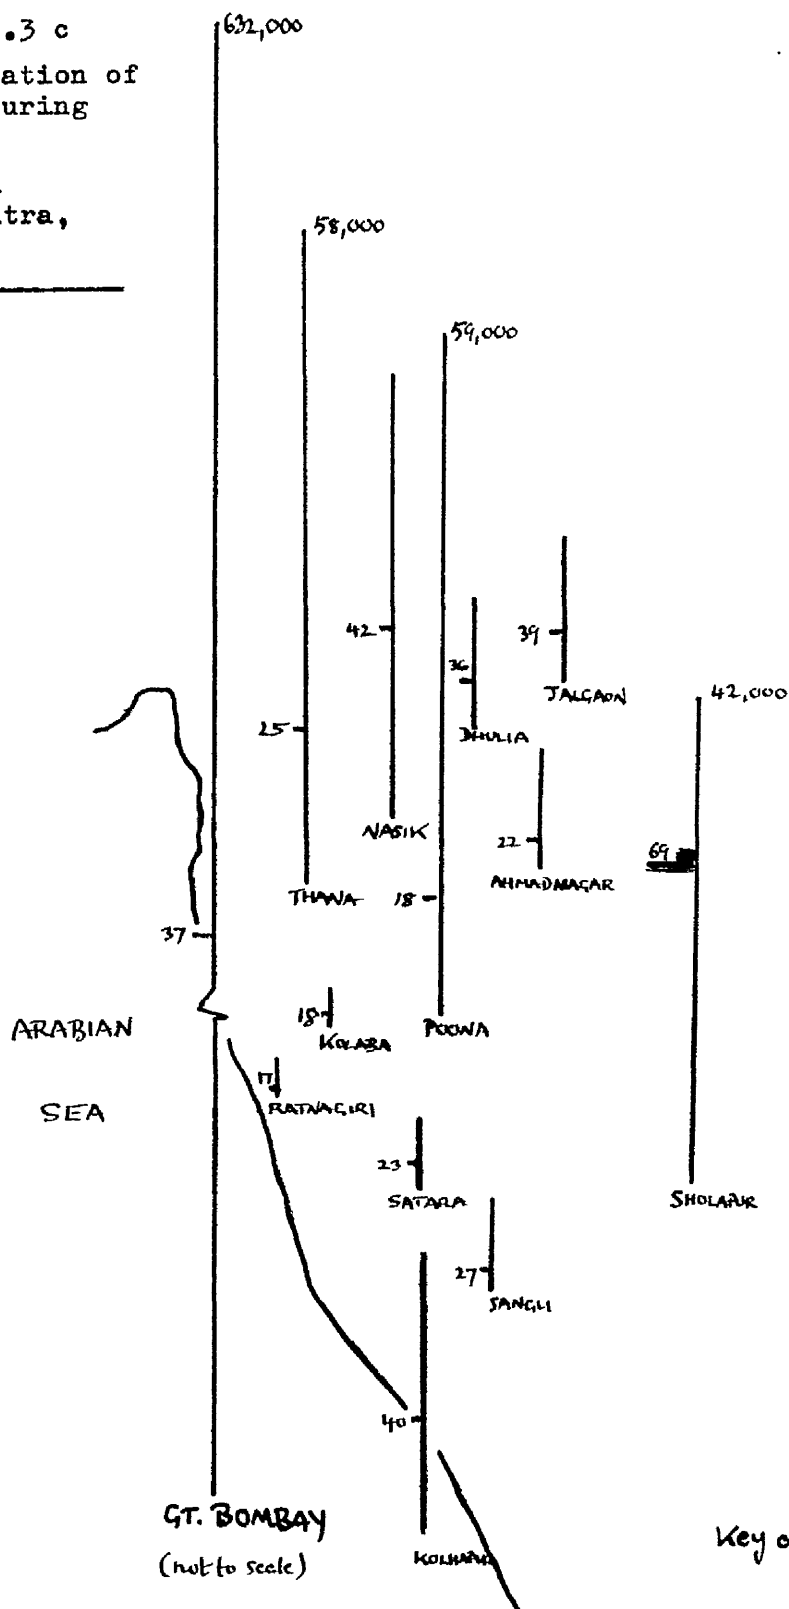 .3 c
632,000
ation of
uring
tra,
58,000
59,000
42
39
36
JALGAON
42,000
25
DHULIA
NASIK
22
69
AHMADNAGAR
THANA
18
37
18
ARABIAN
POONA
KOLABA
17
SEA
RATNAGIRI
23
SATARA
SHOLAPUR
27
SANGLI
40
GT. BOMBAY
Key o
(not to scale)
KOLHAPUR